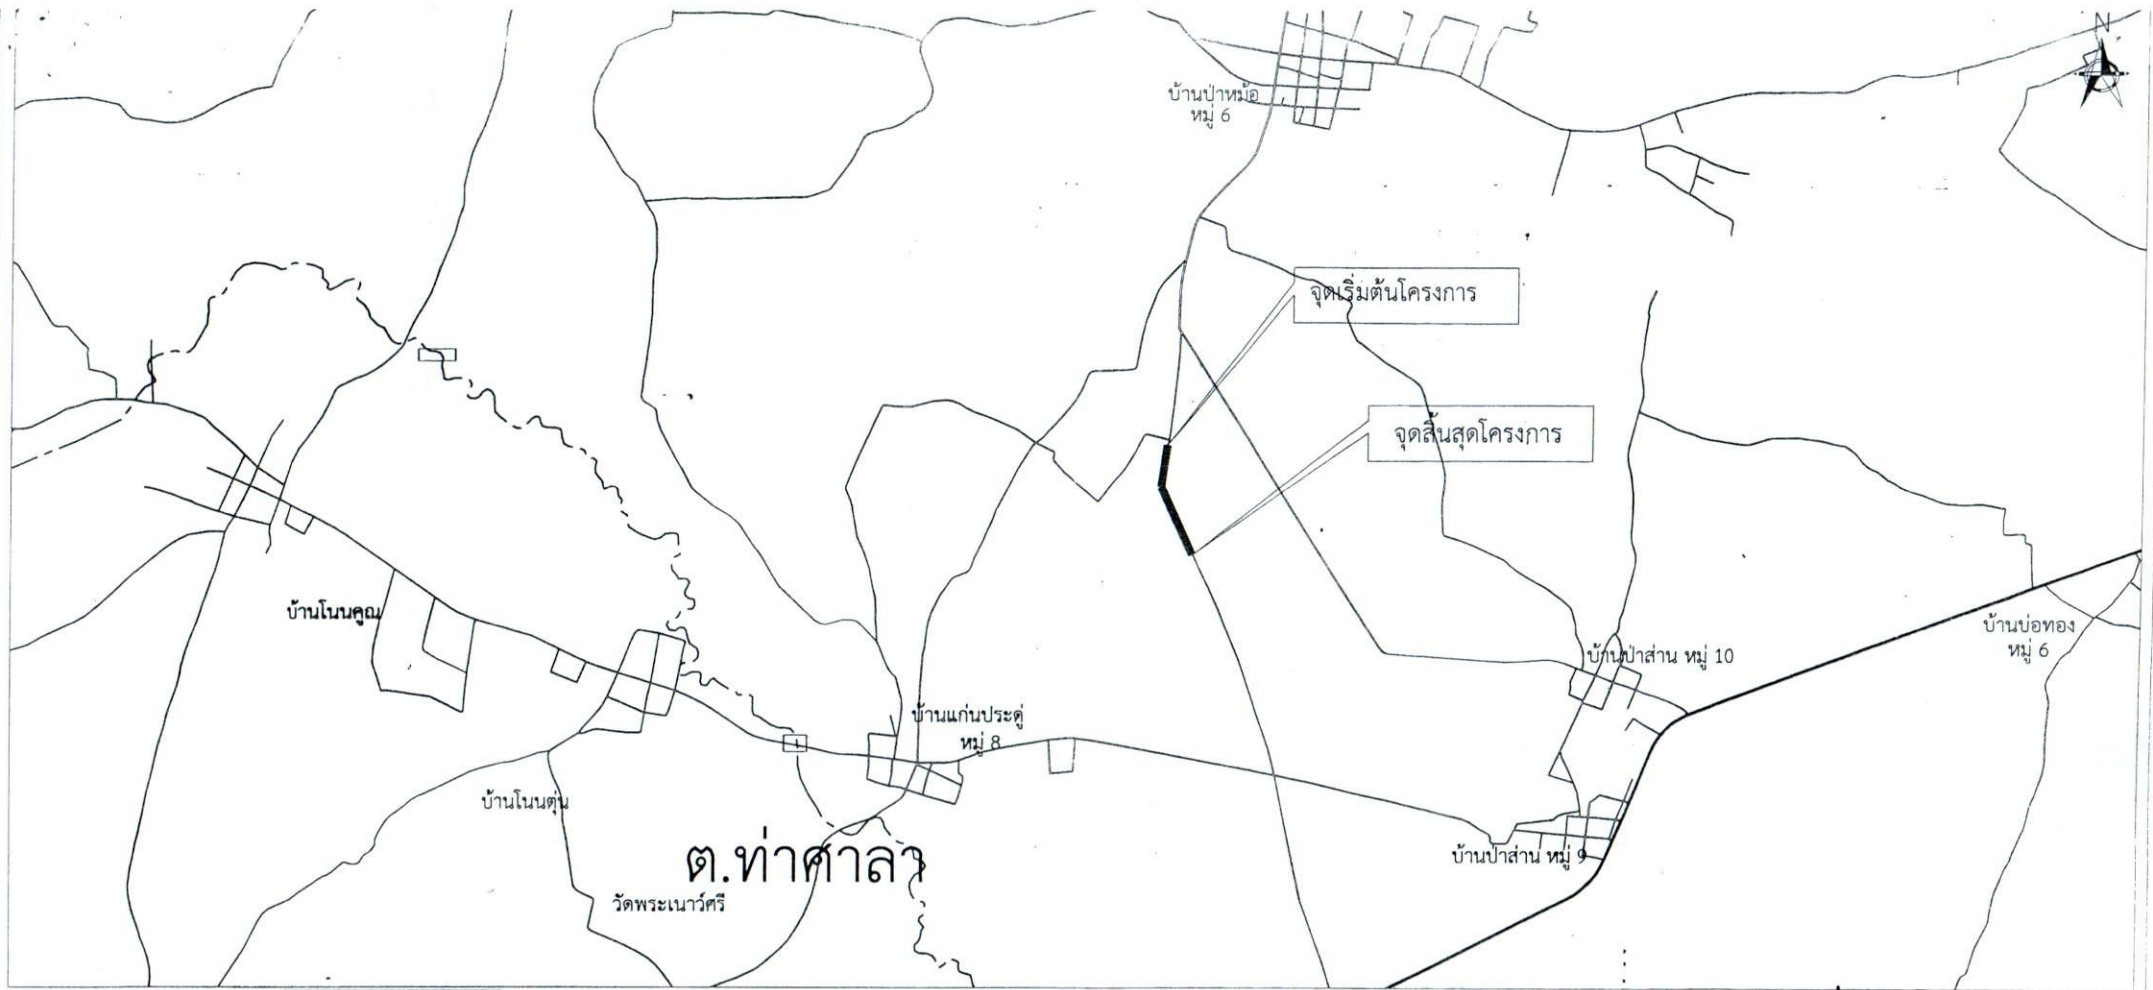 N
บ้านป่าหม้อ
หมู่ 6
จุดเริ่มต้นโครงการ
จุดสิ้นสุดโครงการ
บ้านโนนคูณ
บ้านบ่อทอง
หมู่ 6
บ้านป่าส่าน หมู่ 10
บ้านแก่นประดู่
หมู่ 8
บ้านโนนตุ่น
ต.ท่าศาลา
บ้านป่าส่าน หมู่ 9
วัดพระเนาว์ศรี